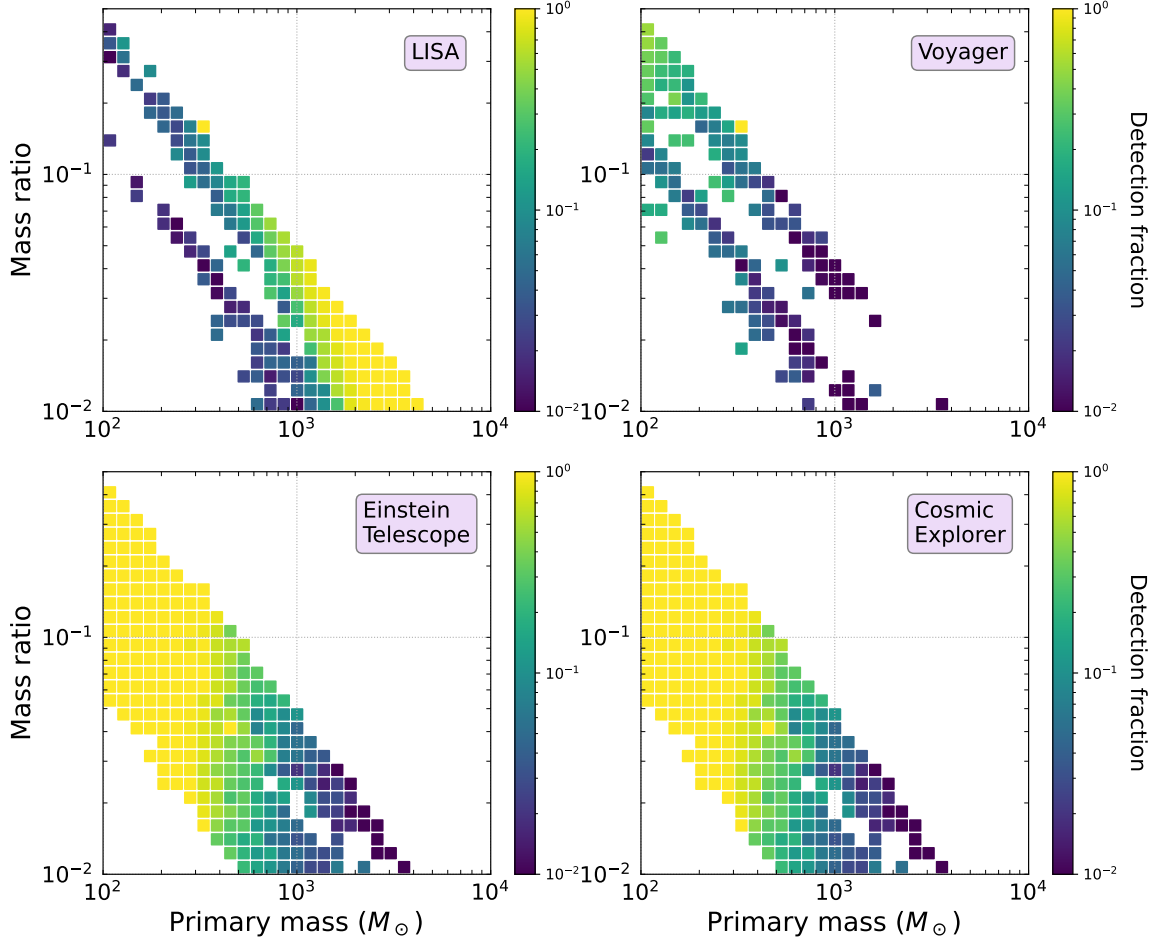 LISA
Voyager
Mass ratio
10⁻¹
10⁻²
10² 10³ 10⁴
10⁰
10⁻¹
10⁻²
10⁻¹
10⁻²
10² 10³ 10⁴
10⁰
10⁻¹
10⁻²
Detection fraction
Einstein
Telescope
Cosmic
Explorer
Mass ratio
10⁻¹
10⁻²
10² 10³ 10⁴
Primary mass (M⊙)
10⁰
10⁻¹
10⁻²
10⁻¹
10⁻²
10² 10³ 10⁴
Primary mass (M⊙)
10⁰
10⁻¹
10⁻²
Detection fraction